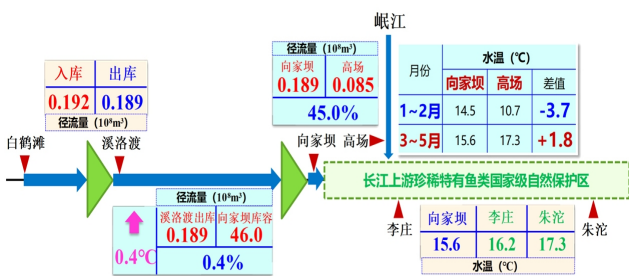 岷江
入库 出库
0.192 0.189
径流量（10⁸m³）
径流量（10⁸m³）
向家坝 高场
0.189 0.085
45.0%
月份 水温（℃）
向家坝 高场 差值
1~2月 14.5 10.7 -3.7
3~5月 15.6 17.3 +1.8
白鹤滩 溪洛渡 向家坝 高场
长江上游珍稀特有鱼类国家级自然保护区
0.4℃
径流量（10⁸m³）
溪洛渡出库 向家坝库容
0.189 46.0
0.4%
李庄 朱沱
向家坝 李庄 朱沱
15.6 16.2 17.3
水温（℃）